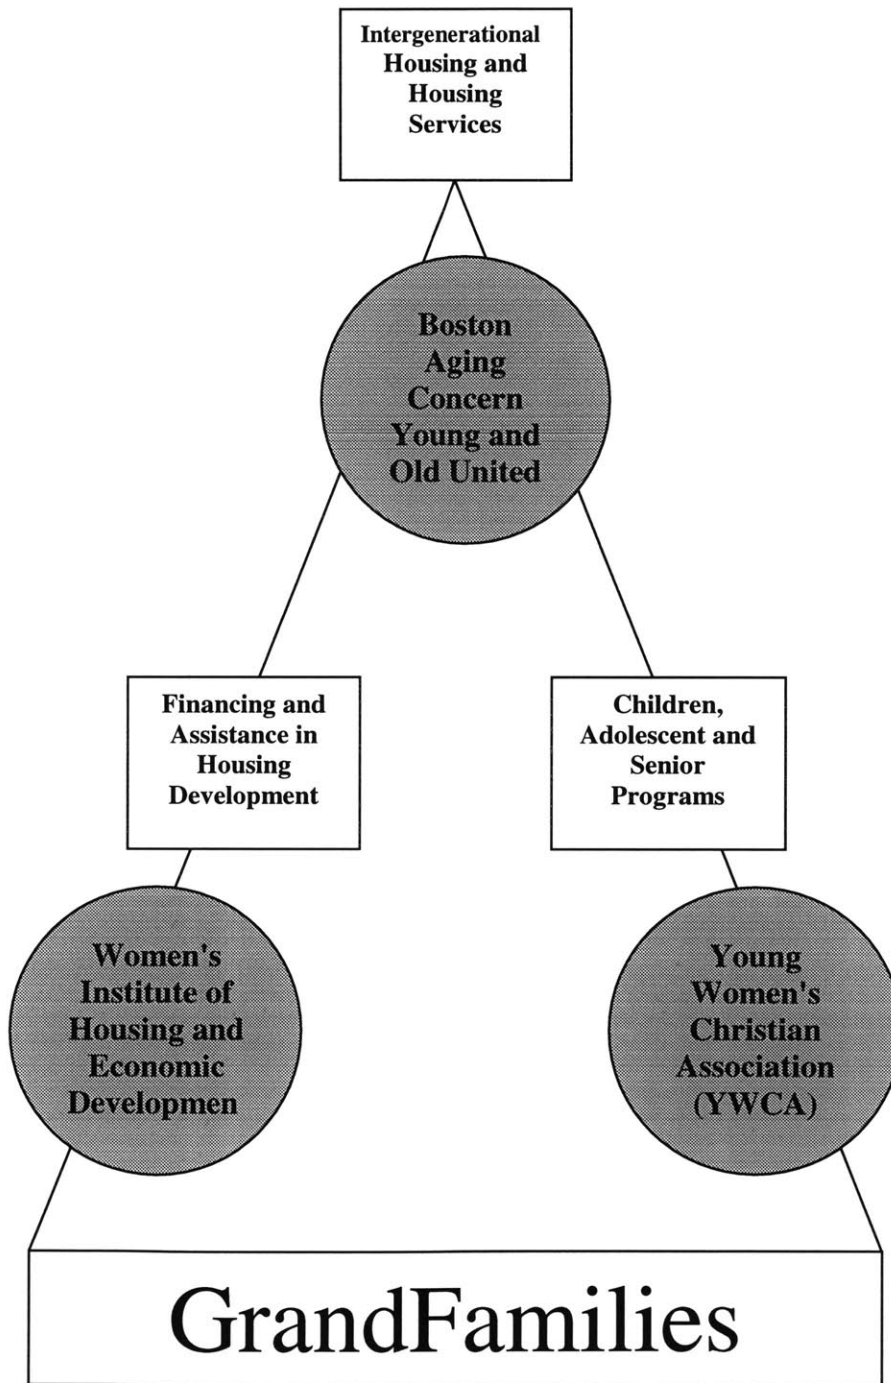 Intergenerational
Housing and
Housing
Services
Boston
Aging
Concern
Young and
Old United
Financing and
Assistance in
Housing
Development
Children,
Adolescent and
Senior
Programs
Women's
Institute of
Housing and
Economic
Developmen
Young
Women's
Christian
Association
(YWCA)
GrandFamilies